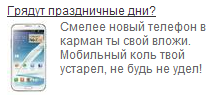 Грядут праздничные дни?
Смелее новый телефон в
карман ты свой вложи.
Мобильный коль твой
устарел, не будь не удел!